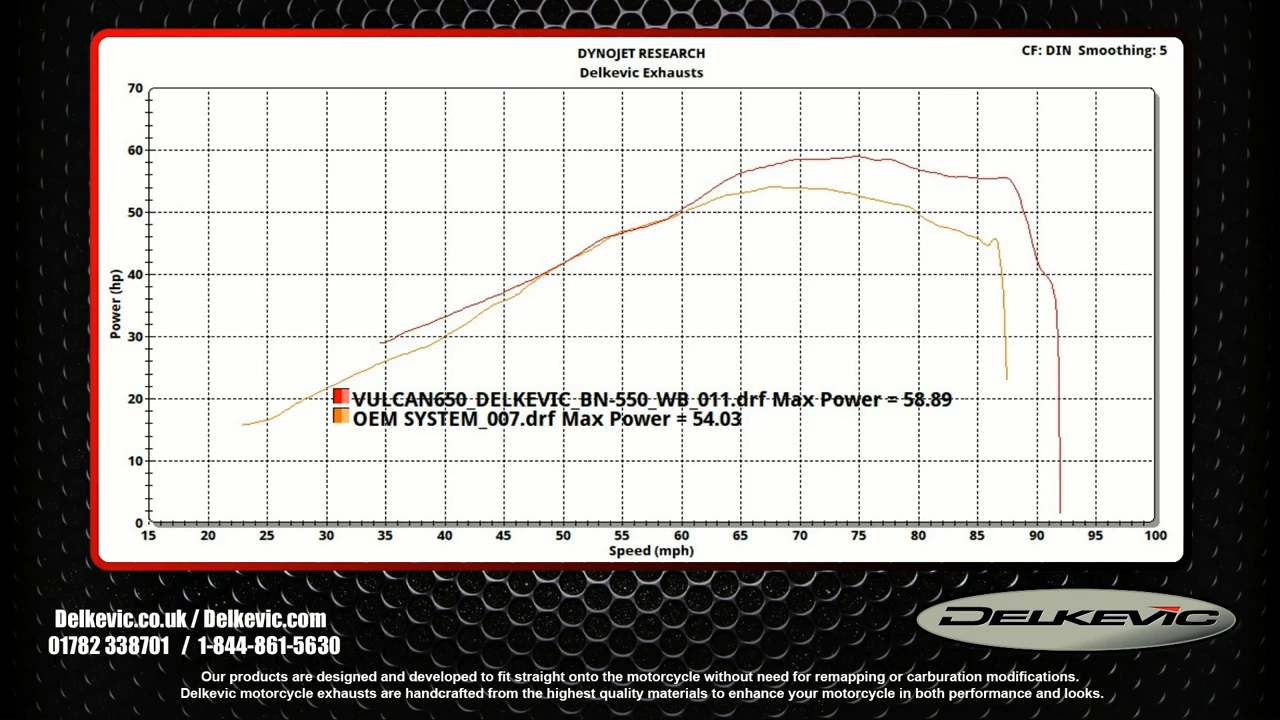 DYNOJET RESEARCH
CF: DIN Smoothing: 5
Delkevic Exhausts
70
60
50
40
30
20
10
0
Power (hp)
VULCAN650_DELKEVIC_BN-550_WB_011.drf Max Power = 58.89
OEM SYSTEM_007.drf Max Power = 54.03
15 20 25 30 35 40 45 50 55 60 65 70 75 80 85 90 95 100
Speed (mph)
Delkevic.co.uk / Delkevic.com
01782 338701 / 1-844-861-5630
DELKEVIC
Our products are designed and developed to fit straight onto the motorcycle without need for remapping or carburation modifications.
Delkevic motorcycle exhausts are handcrafted from the highest quality materials to enhance your motorcycle in both performance and looks.